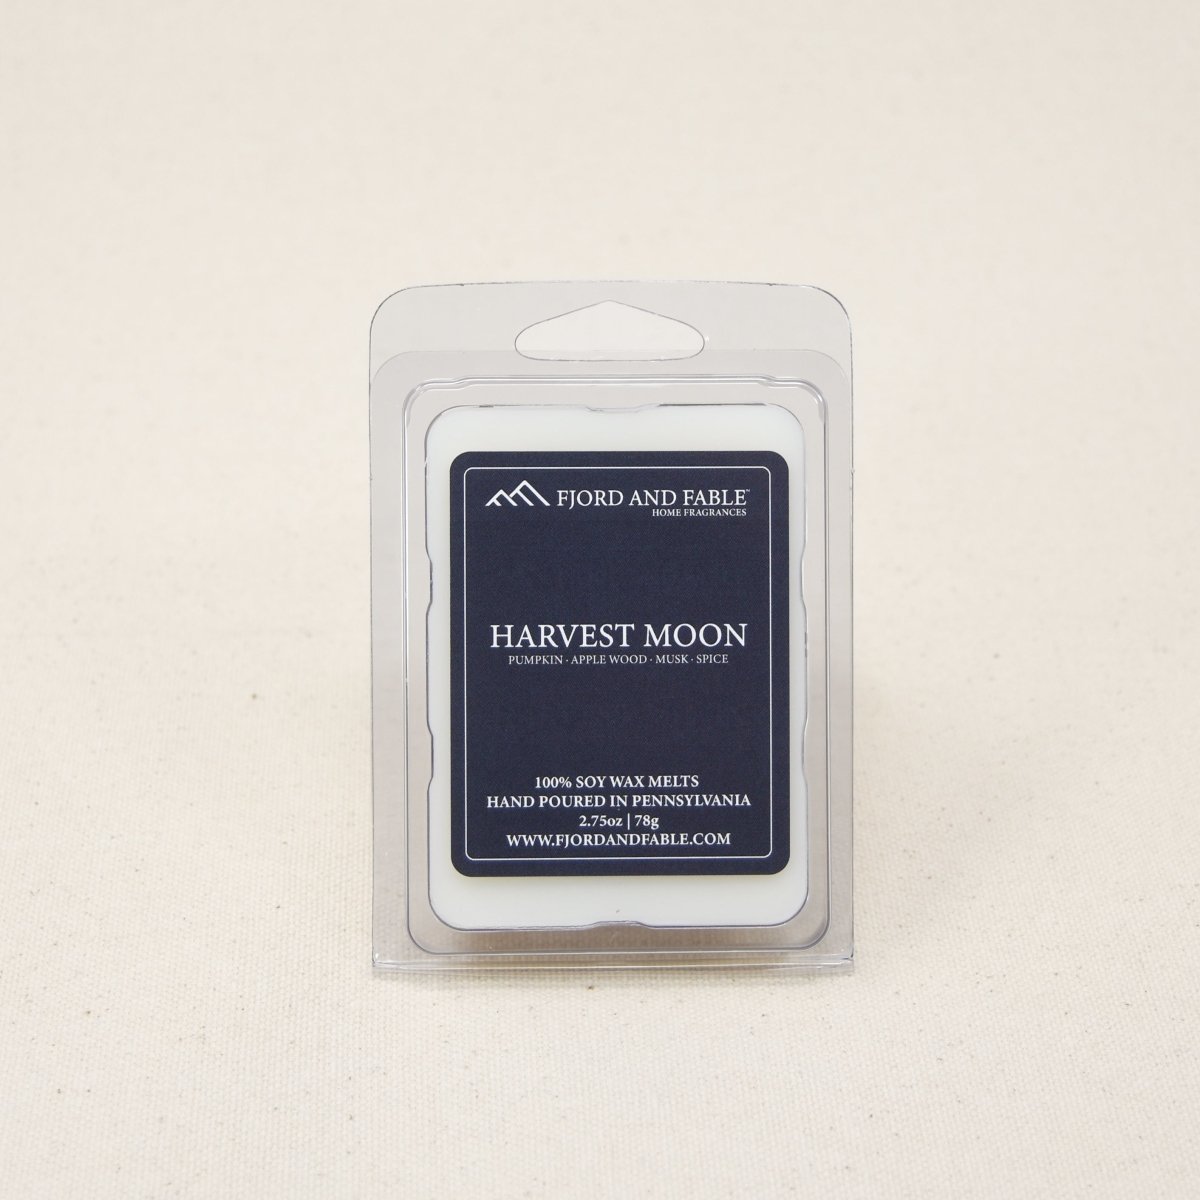 FJORD AND FABLE™
HOME FRAGRANCES
HARVEST MOON
PUMPKIN · APPLE WOOD · MUSK · SPICE
100% SOY WAX MELTS
HAND POURED IN PENNSYLVANIA
2.75oz | 78g
WWW.FJORDANDFABLE.COM